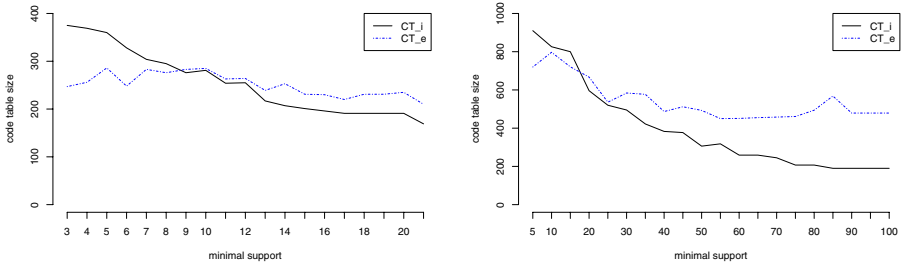 code table size
0 100 200 300 400
3 4 5 6 7 8 9 10 12 14 16 18 20
minimal support
CT_i
CT_e
code table size
0 200 400 600 800 1000
5 10 20 30 40 50 60 70 80 90 100
minimal support
CT_i
CT_e